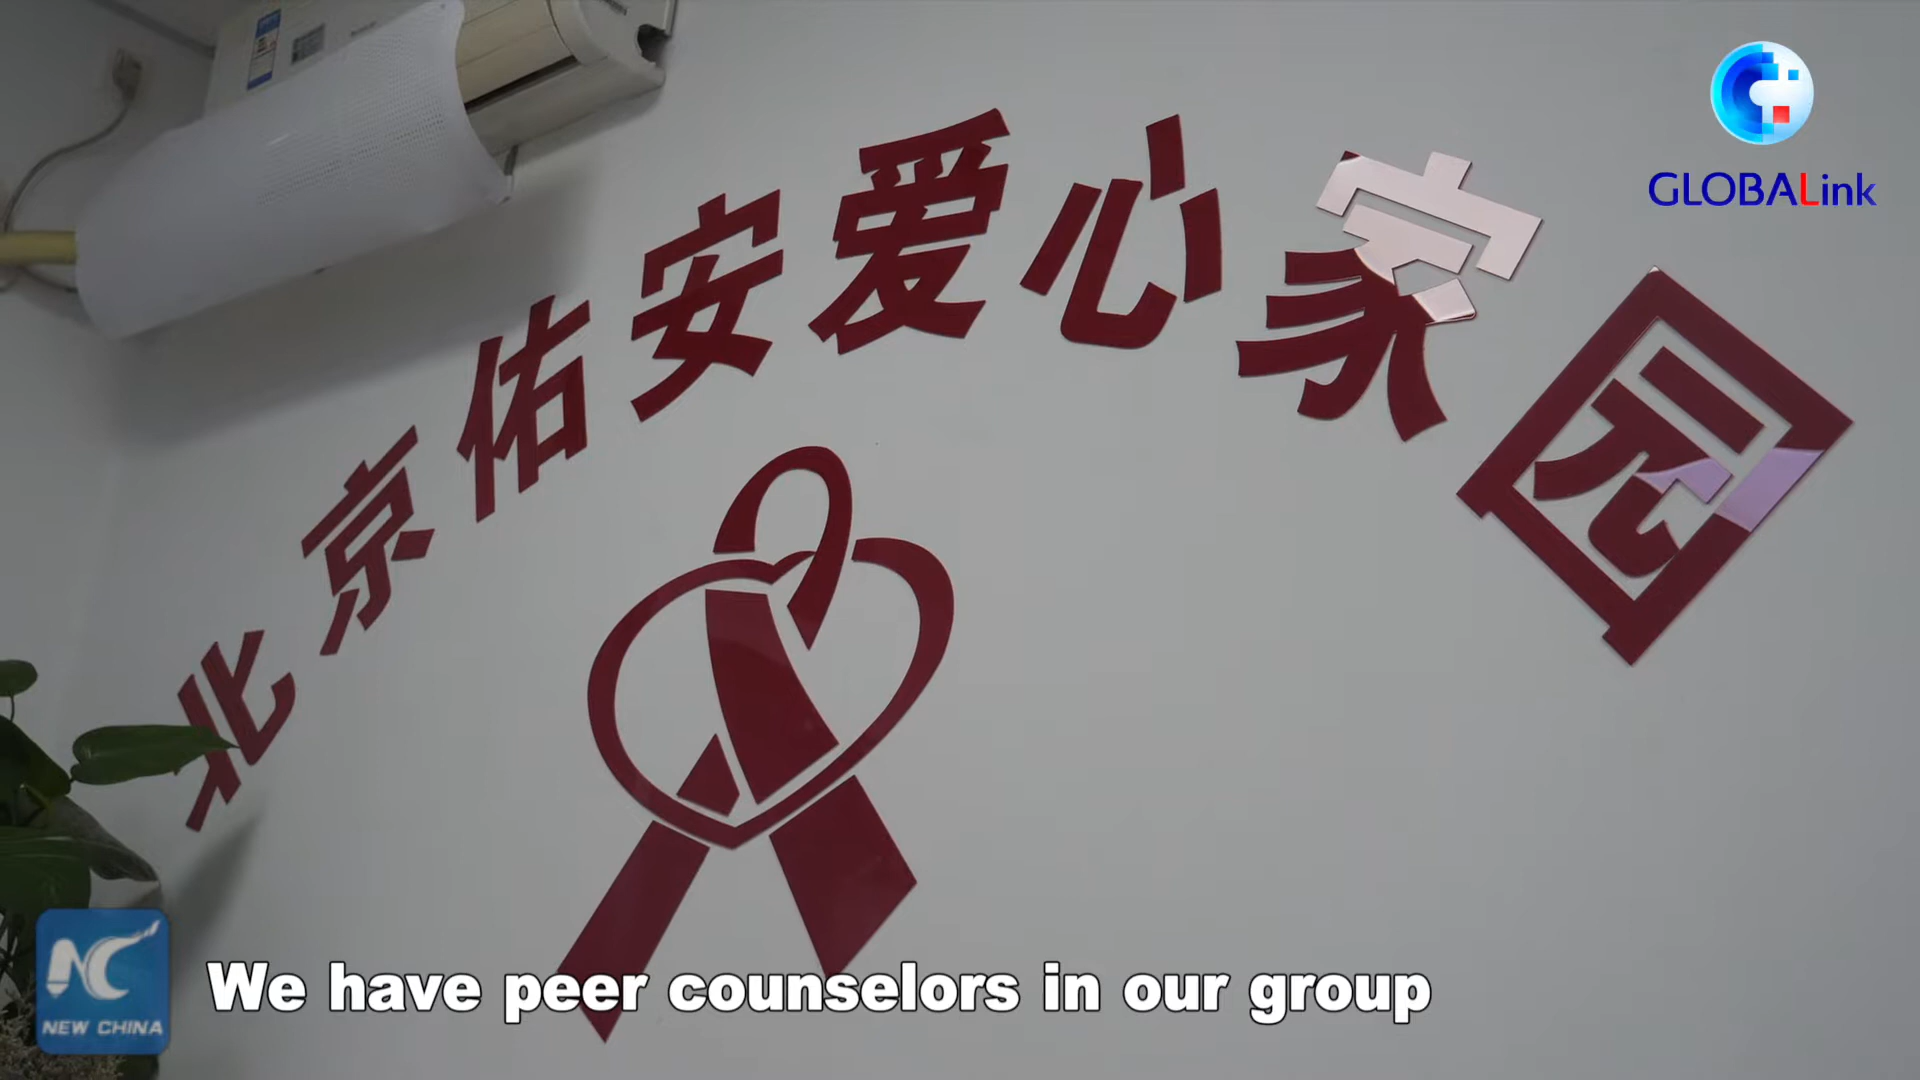 GLOBALink
北京佑安爱心家园
NEW CHINA
We have peer counselors in our group